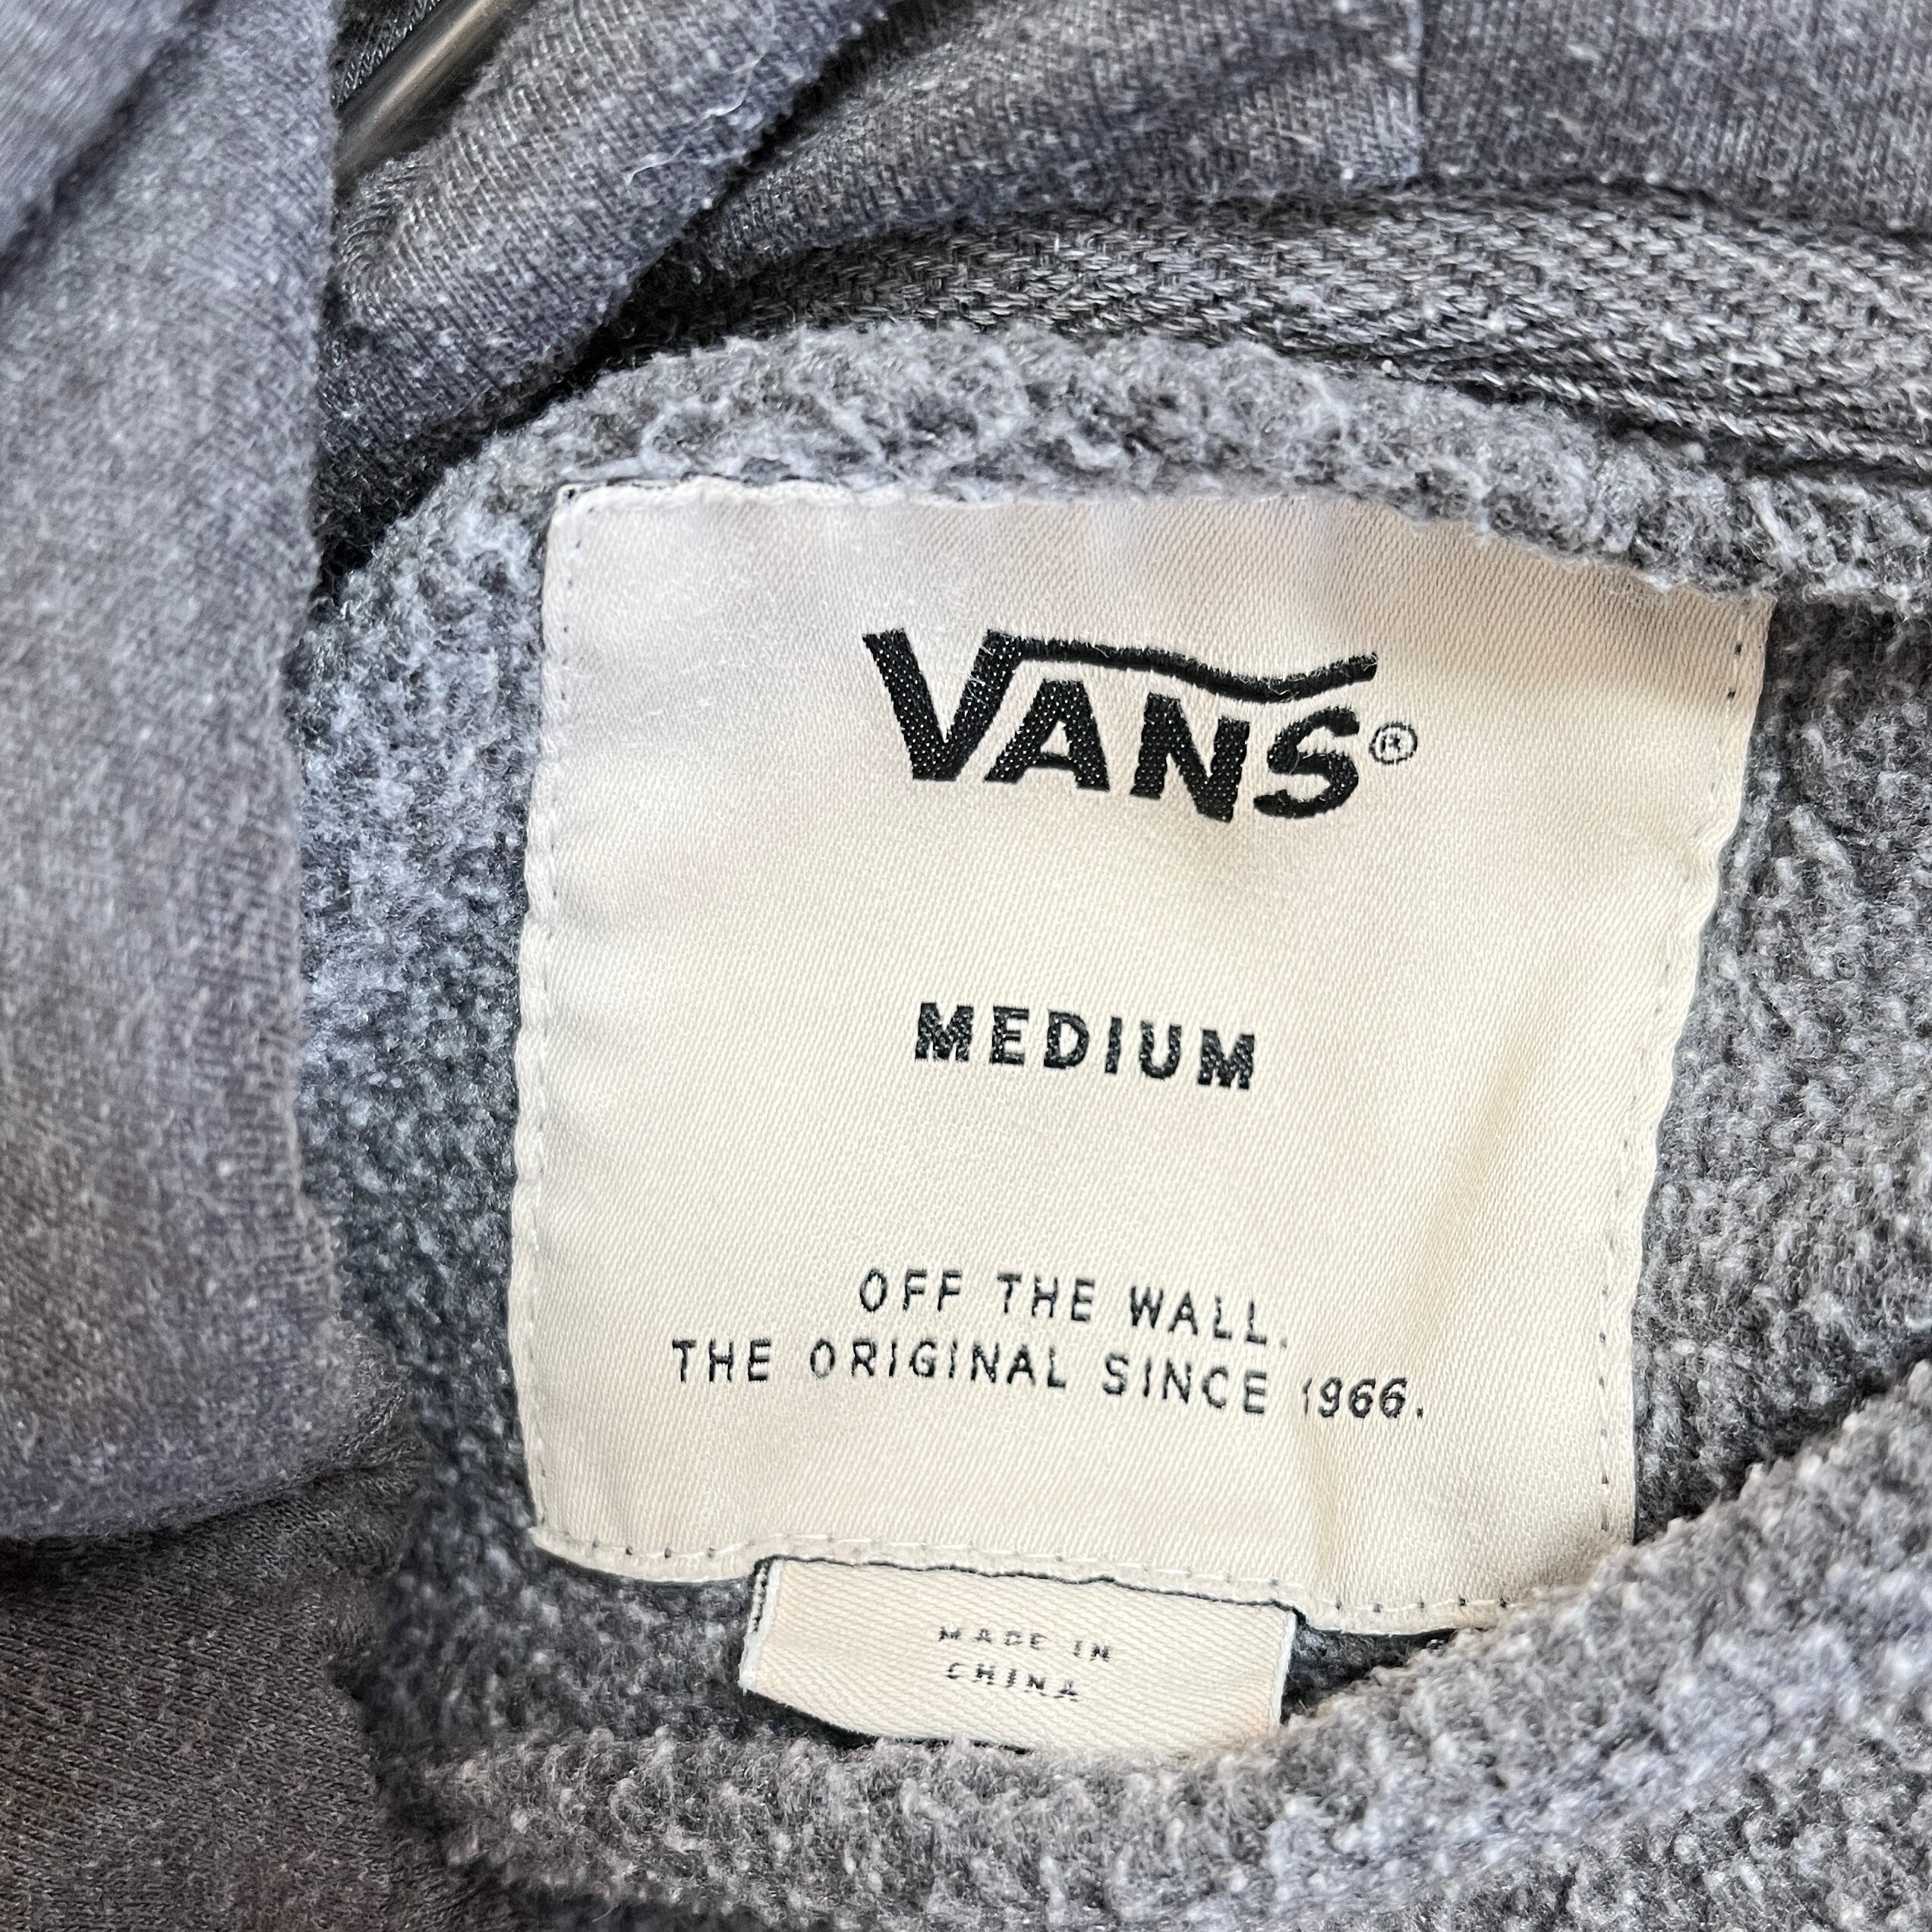 VANS®
MEDIUM
OFF THE WALL.
THE ORIGINAL SINCE 1966.
MADE IN
CHINA